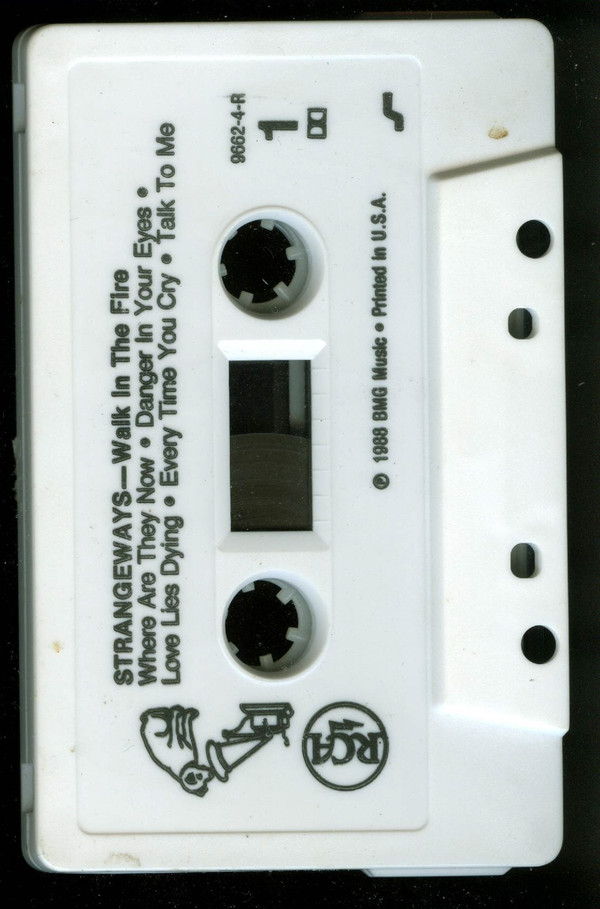 STRANGEWAYS—Walk In The Fire
Where Are They Now • Danger In Your Eyes •
Love Lies Dying • Every Time You Cry • Talk To Me
9662-4-R
1
℗ 1988 BMG Music • Printed in U.S.A.
RCA